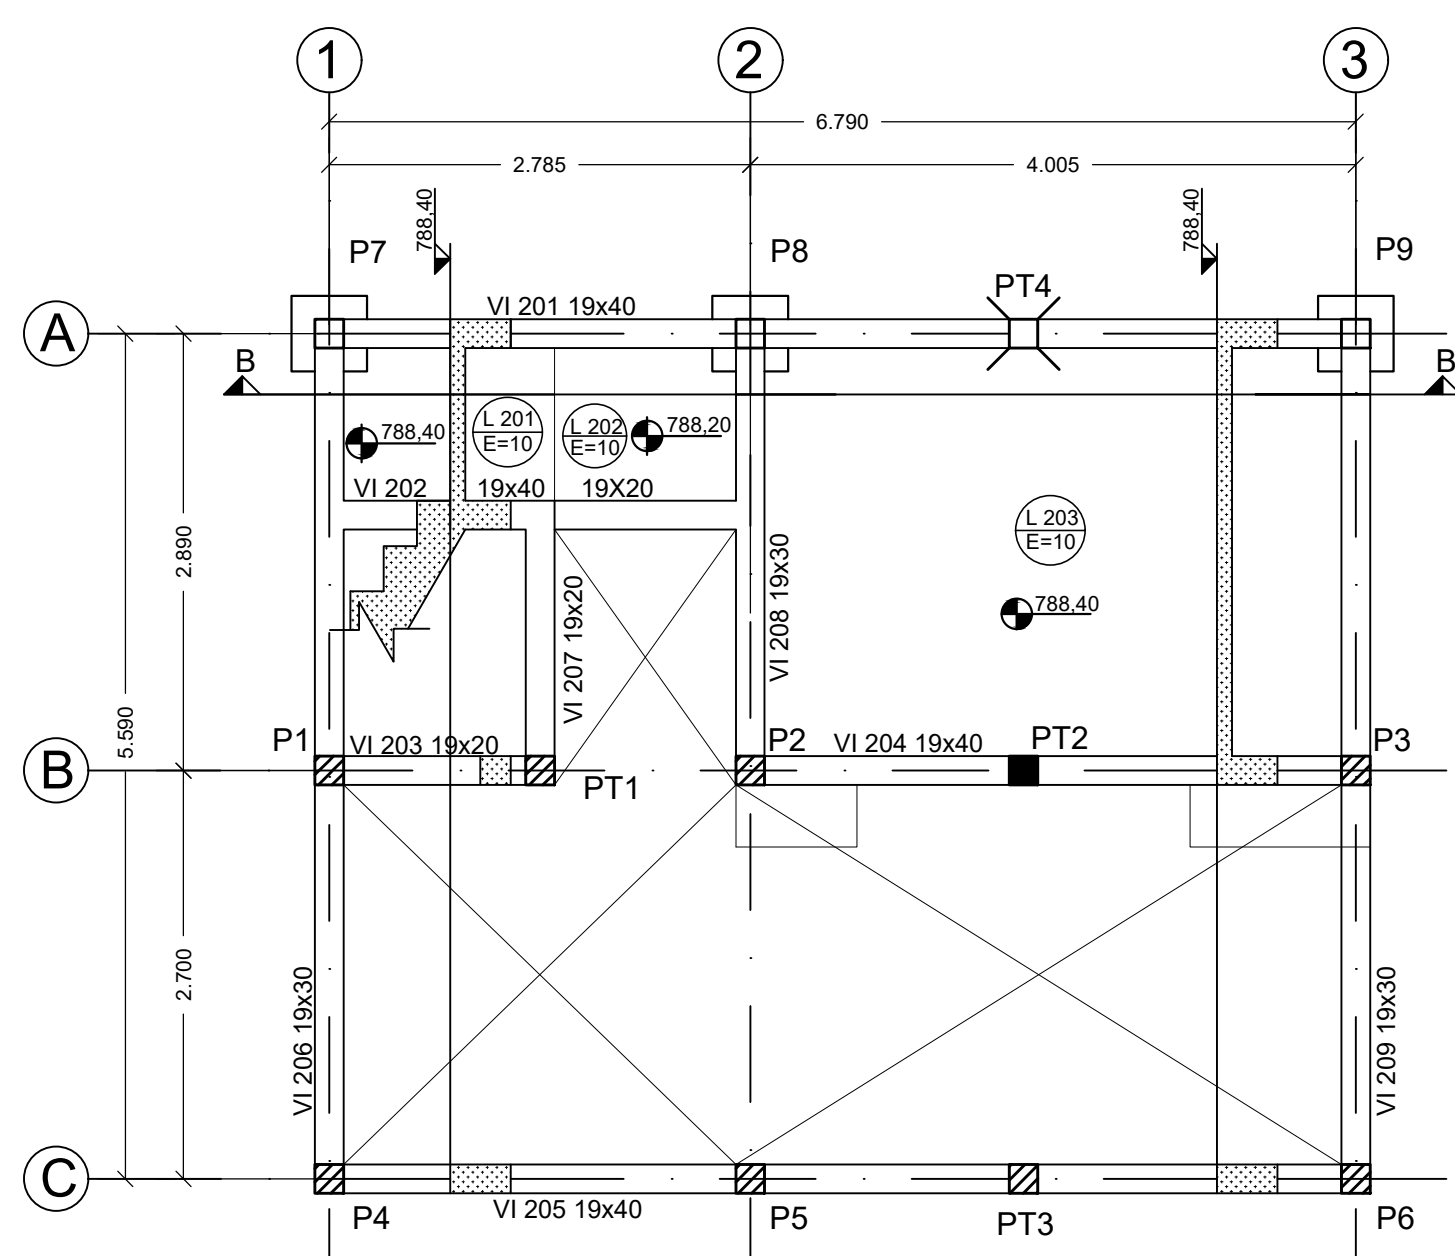 1
2
3
6.790
2.785
4.005
788,40
788,40
P7
P8
P9
PT4
VI 201 19x40
A
B
B
788,40
L 201
E=10
L 202
E=10
788,20
VI 202
19x40
19X20
L 203
E=10
2.890
VI 207 19x20
VI 208 19x30
788,40
5.590
P1
VI 203 19x20
P2
VI 204 19x40
PT2
P3
B
PT1
2.700
VI 206 19x30
VI 209 19x30
C
P4
VI 205 19x40
P5
PT3
P6